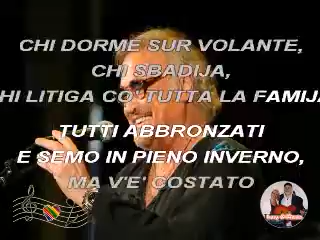 CHI DORME SUR VOLANTE,
CHI SBADIJA,
HI LITIGA CO' TUTTA LA FAMIJA
TUTTI ABBRONZATI
E SEMO IN PIENO INVERNO,
MA V'E' COSTATO